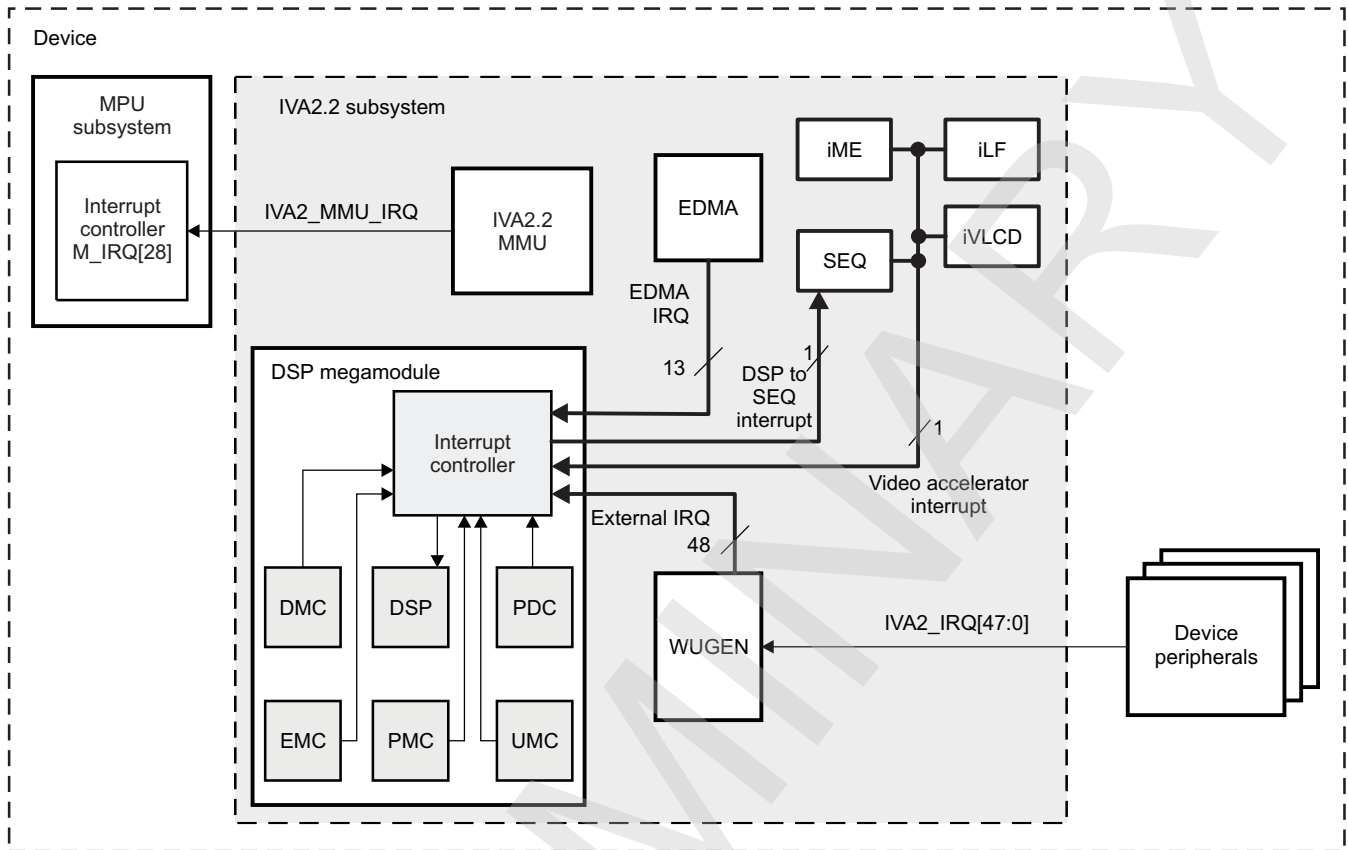 Device
MPU
subsystem
Interrupt
controller
M_IRQ[28]
IVA2.2 subsystem
IVA2_MMU_IRQ
IVA2.2
MMU
EDMA
iME
iLF
SEQ
iVLCD
EDMA
IRQ
13
1
DSP to
SEQ
interrupt
1
Video accelerator
interrupt
DSP megamodule
Interrupt
controller
External IRQ
48
DMC
DSP
PDC
EMC
PMC
UMC
WUGEN
IVA2_IRQ[47:0]
Device
peripherals
MINARY